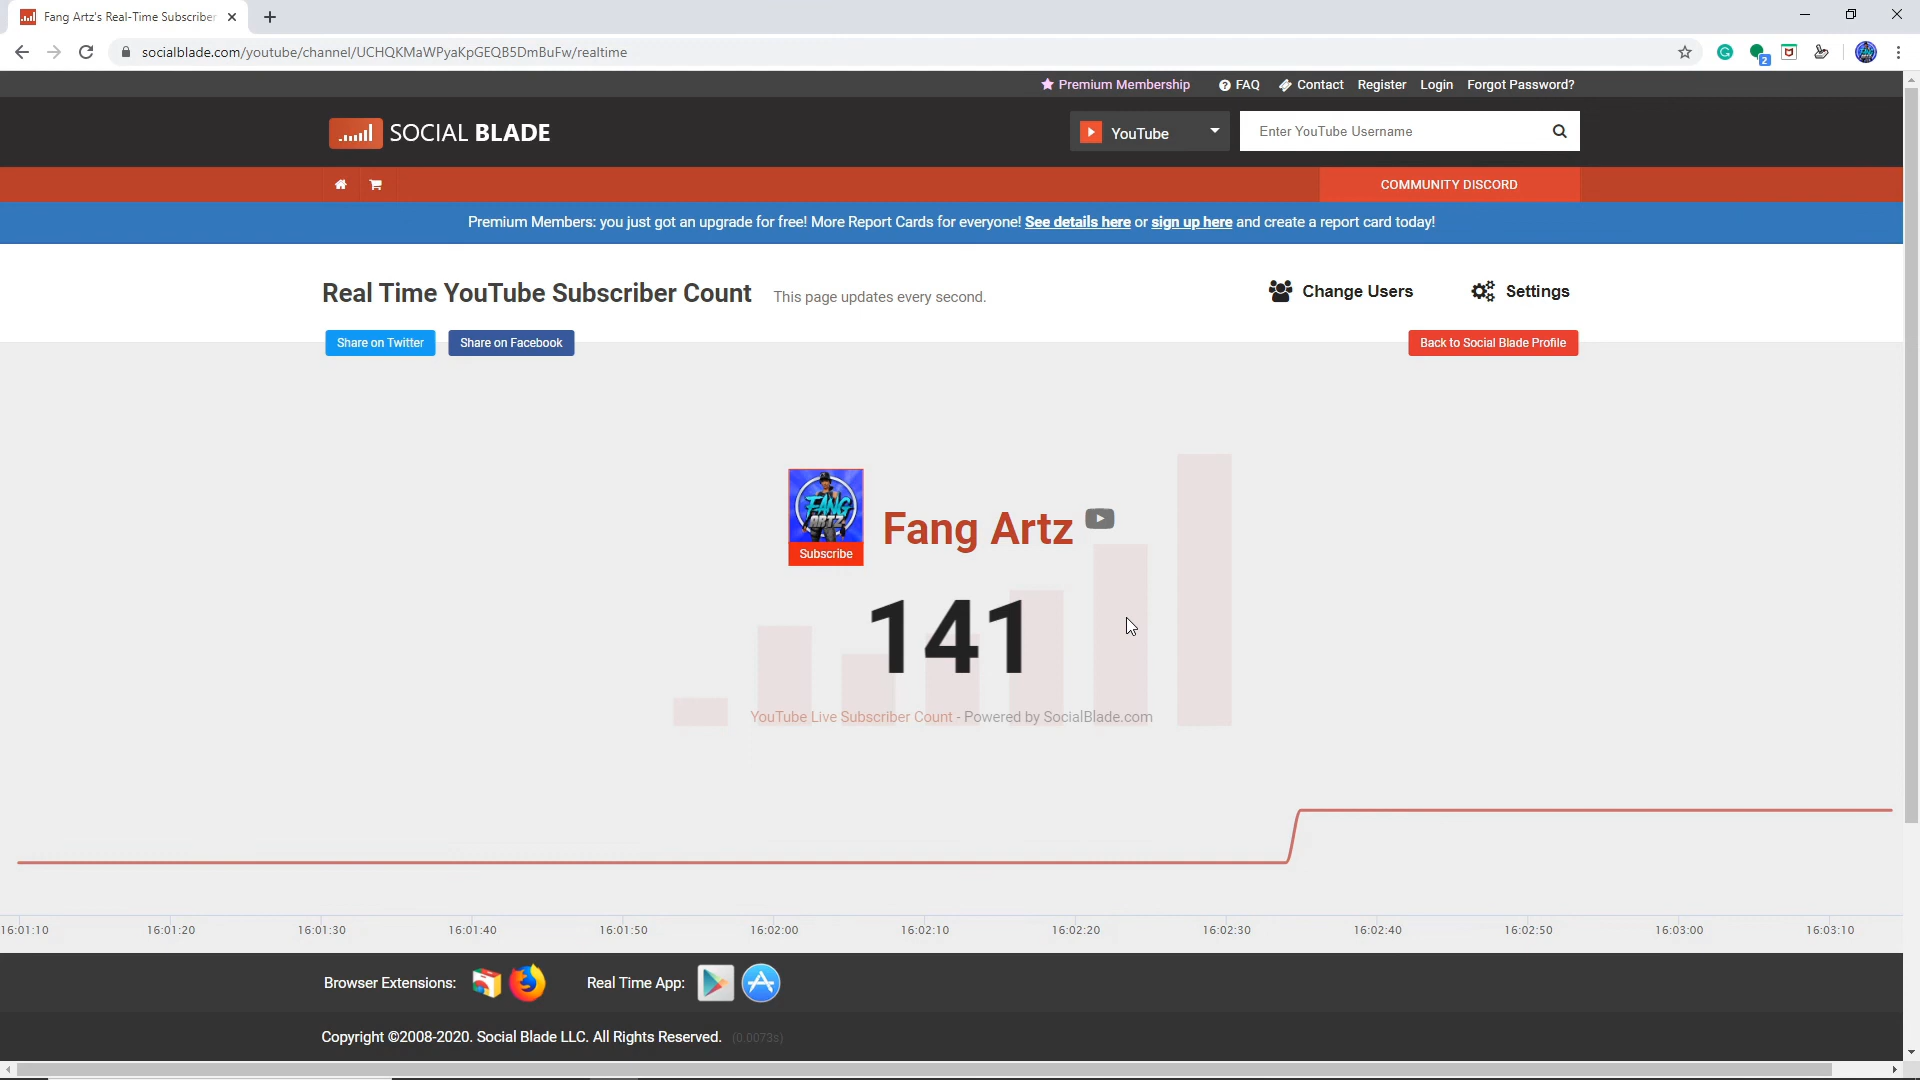 Fang Artz's Real-Time Subscriber
socialblade.com/youtube/channel/UCHQKMaWPyaKpGEQB5DmBuFw/realtime
2
Premium Membership FAQ Contact Register Login Forgot Password?
SOCIAL BLADE
YouTube
Enter YouTube Username
COMMUNITY DISCORD
Premium Members: you just got an upgrade for free! More Report Cards for everyone! See details here or sign up here and create a report card today!
Real Time YouTube Subscriber Count This page updates every second.
Change Users
Settings
Share on Twitter
Share on Facebook
Back to Social Blade Profile
FANG ARTZ
Subscribe
Fang Artz
141
YouTube Live Subscriber Count - Powered by SocialBlade.com
16:01:10 16:01:20 16:01:30 16:01:40 16:01:50 16:02:00 16:02:10 16:02:20 16:02:30 16:02:40 16:02:50 16:03:00 16:03:10
Browser Extensions: Real Time App:
Copyright ©2008-2020. Social Blade LLC. All Rights Reserved. (0.0073s)